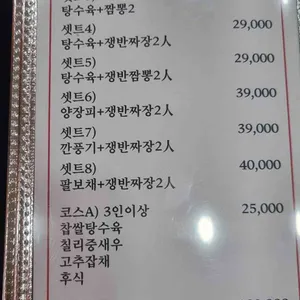 탕수육+짬뽕2
셋트4) 29,000
탕수육+쟁반짜장2人
셋트5) 29,000
탕수육+쟁반짬뽕2人
셋트6) 39,000
양장피+쟁반짜장2人
셋트7) 39,000
깐풍기+쟁반짜장2人
셋트8) 40,000
팔보채+쟁반짜장2人
코스A) 3인이상 25,000
찹쌀탕수육
칠리중새우
고추잡채
후식